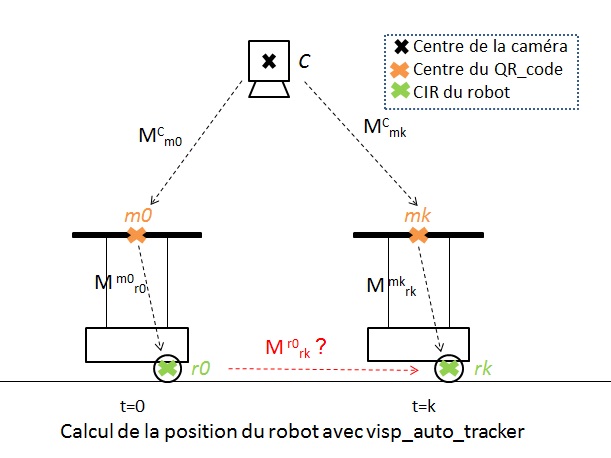 C
Centre de la caméra
Centre du QR_code
CIR du robot
M^C_m0
M^C_mk
m0
mk
M^m0_r0
M^mk_rk
M^r0_rk ?
r0
rk
t=0
t=k
Calcul de la position du robot avec visp_auto_tracker